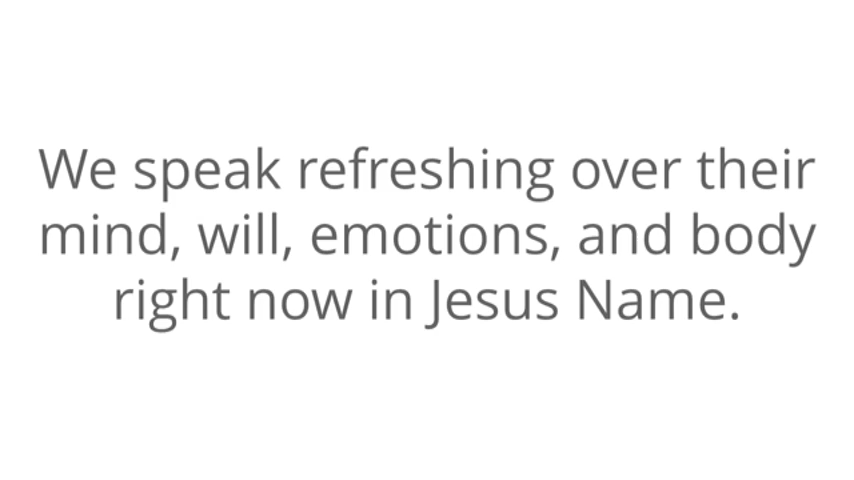 We speak refreshing over their
mind, will, emotions, and body
right now in Jesus Name.